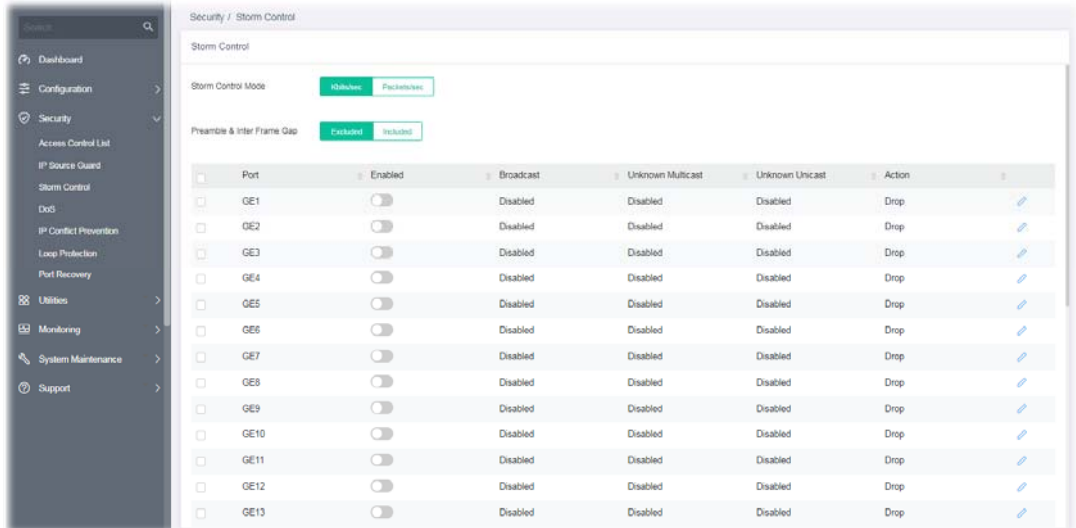 Search
Dashboard
Configuration
Security
Access Control List
IP Source Guard
Storm Control
DoS
IP Conflict Prevention
Loop Protection
Port Recovery
Utilities
Monitoring
System Maintenance
Support
Security / Storm Control
Storm Control
Storm Control Mode Kbits/sec Packets/sec
Preamble & Inter Frame Gap Excluded Included
Port Enabled Broadcast Unknown Multicast Unknown Unicast Action
GE1 Disabled Disabled Disabled Drop
GE2 Disabled Disabled Disabled Drop
GE3 Disabled Disabled Disabled Drop
GE4 Disabled Disabled Disabled Drop
GE5 Disabled Disabled Disabled Drop
GE6 Disabled Disabled Disabled Drop
GE7 Disabled Disabled Disabled Drop
GE8 Disabled Disabled Disabled Drop
GE9 Disabled Disabled Disabled Drop
GE10 Disabled Disabled Disabled Drop
GE11 Disabled Disabled Disabled Drop
GE12 Disabled Disabled Disabled Drop
GE13 Disabled Disabled Disabled Drop